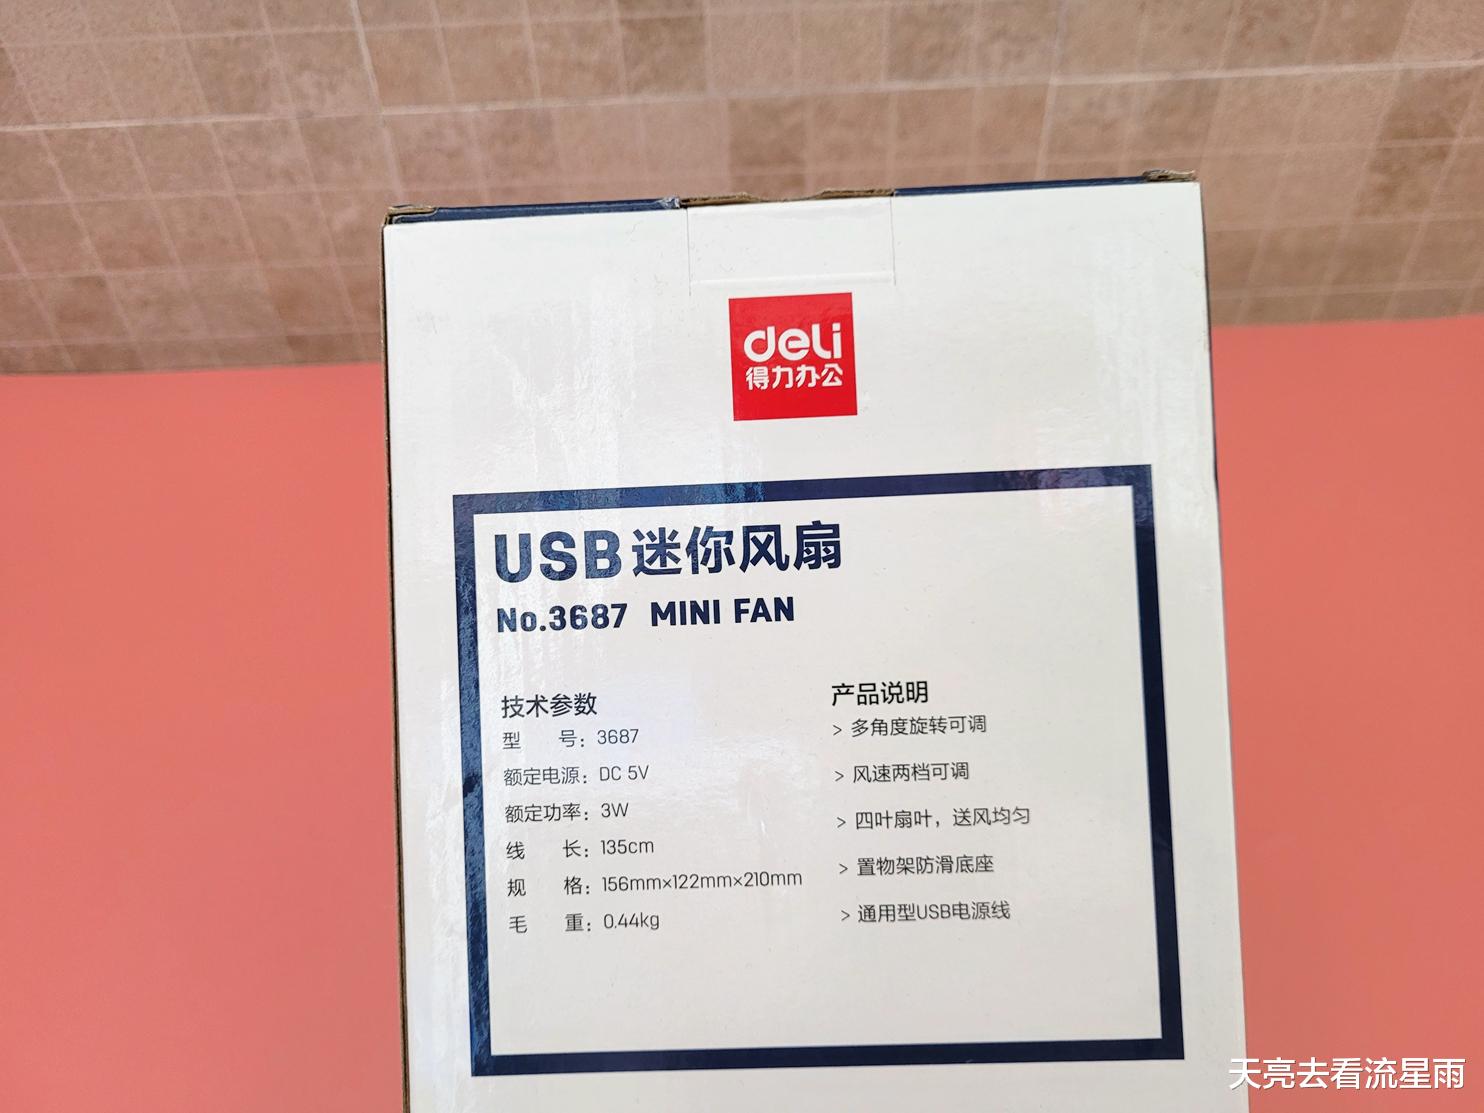 deli
得力办公
USB迷你风扇
No.3687 MINI FAN
技术参数
型 号：3687
额定电源：DC 5V
额定功率：3W
线 长：135cm
规 格：156mm×122mm×210mm
毛 重：0.44kg
产品说明
> 多角度旋转可调
> 风速两档可调
> 四叶扇叶，送风均匀
> 置物架防滑底座
> 通用型USB电源线
天亮去看流星雨